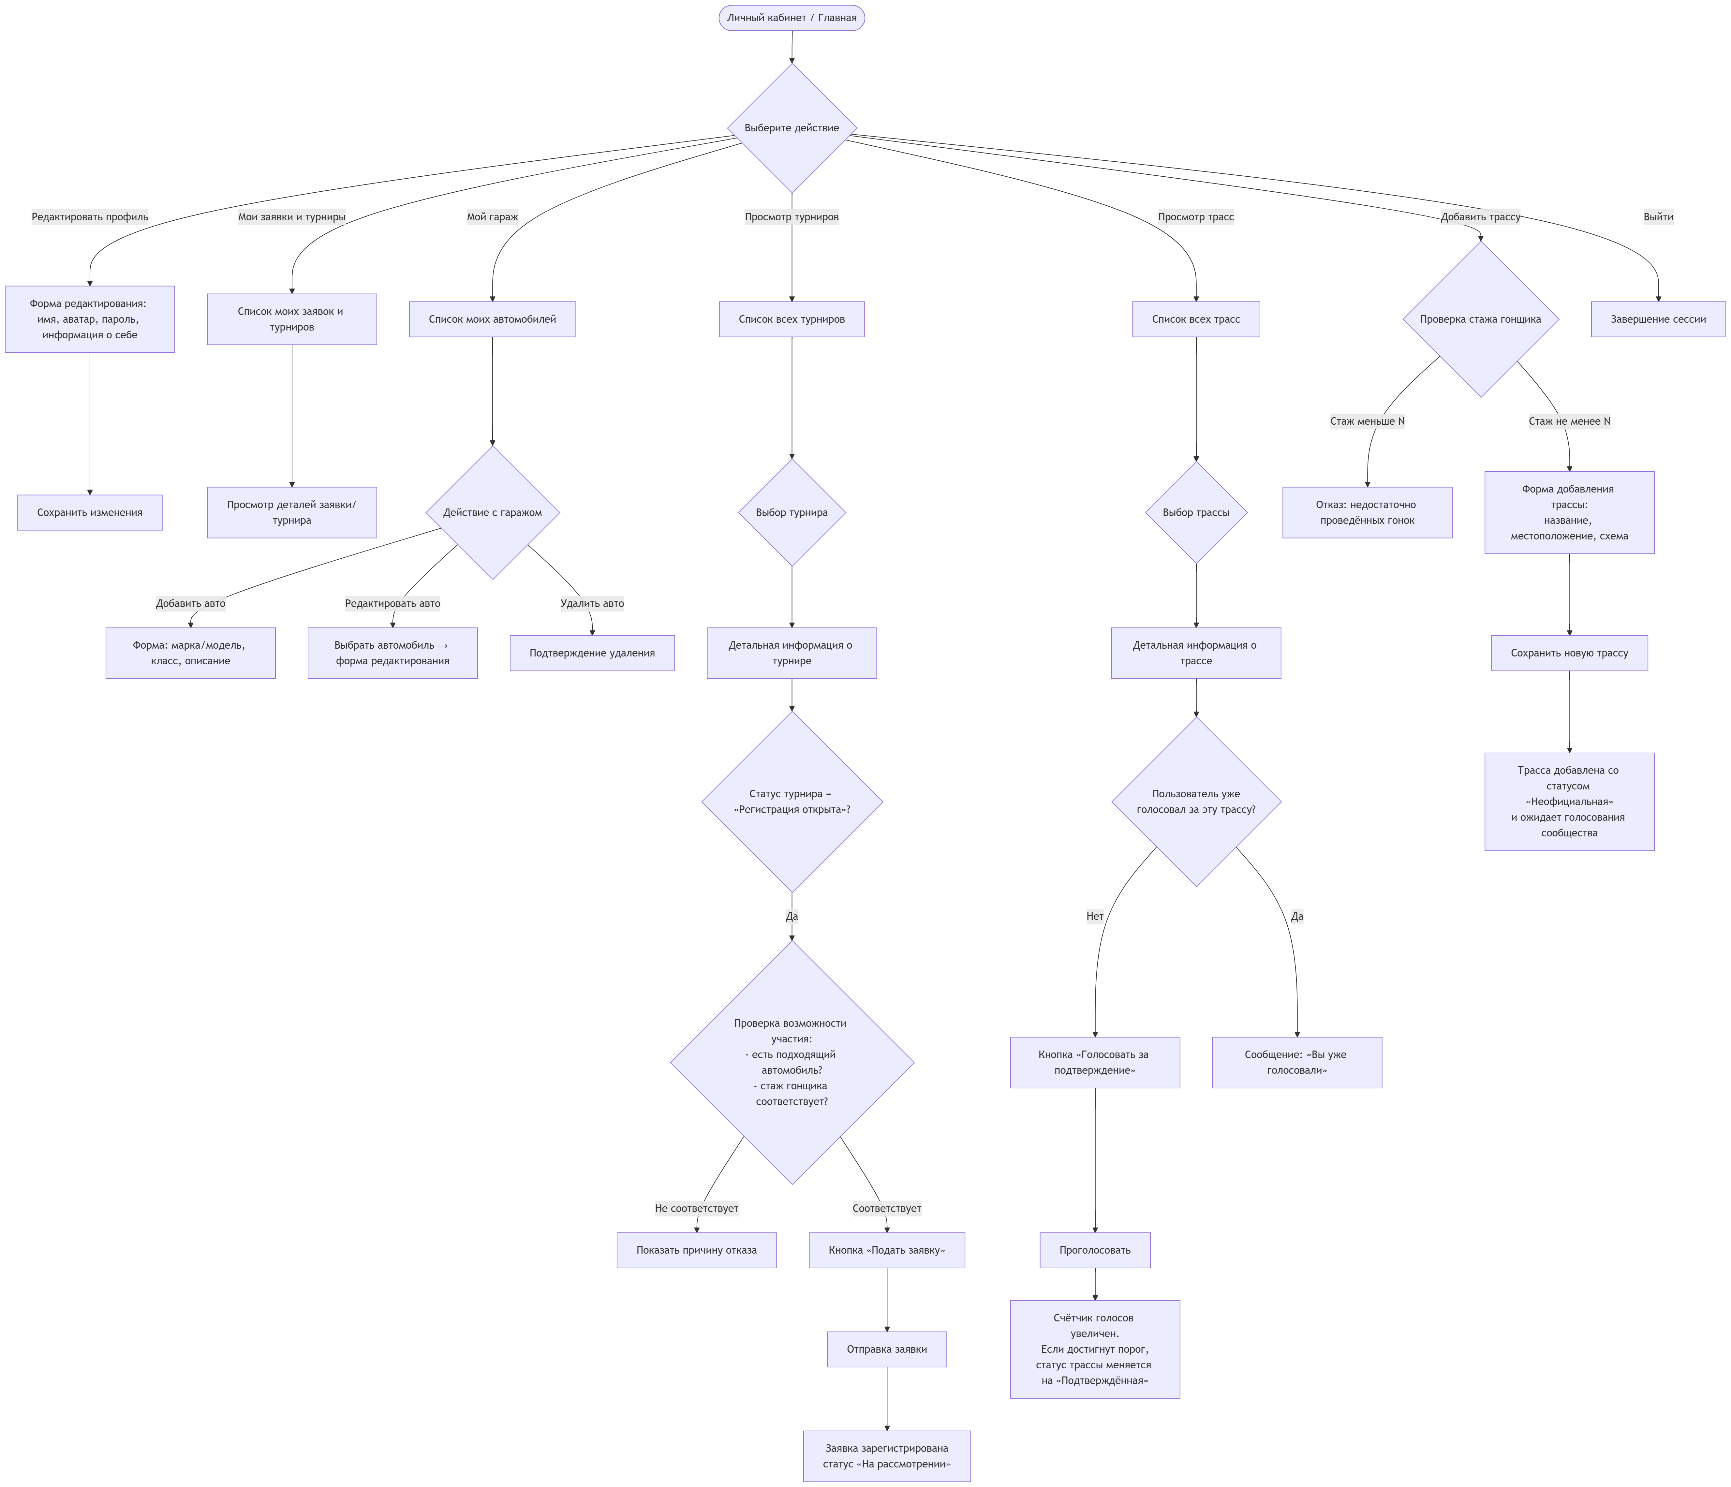 Личный кабинет / Главная
Выберите действие
Редактировать профиль
Мои заявки и турниры
Мой гараж
Просмотр турниров
Просмотр трасс
Добавить трассу
Выйти
Форма редактирования:
имя, аватар, пароль,
информация о себе
Список моих заявок и
турниров
Список моих автомобилей
Список всех турниров
Список всех трасс
Проверка стажа гонщика
Завершение сессии
Стаж меньше N
Стаж не менее N
Сохранить изменения
Просмотр деталей заявки/
турнира
Действие с гаражом
Выбор турнира
Выбор трассы
Отказ: недостаточно
проведённых гонок
Форма добавления
трассы:
название,
местоположение, схема
Добавить авто
Редактировать авто
Удалить авто
Форма: марка/модель,
класс, описание
Выбрать автомобиль →
форма редактирования
Подтверждение удаления
Детальная информация о
турнире
Детальная информация о
трассе
Сохранить новую трассу
Статус турнира =
«Регистрация открыта»?
Пользователь уже
голосовал за эту трассу?
Трасса добавлена со
статусом
«Неофициальная»
и ожидает голосования
сообщества
Да
Нет
Да
Проверка возможности
участия:
- есть подходящий
автомобиль?
- стаж гонщика
соответствует?
Кнопка «Голосовать за
подтверждение»
Сообщение: «Вы уже
голосовали»
Не соответствует
Соответствует
Показать причину отказа
Кнопка «Подать заявку»
Проголосовать
Отправка заявки
Счётчик голосов
увеличен.
Если достигнут порог,
статус трассы меняется
на «Подтверждённая»
Заявка зарегистрирована
статус «На рассмотрении»